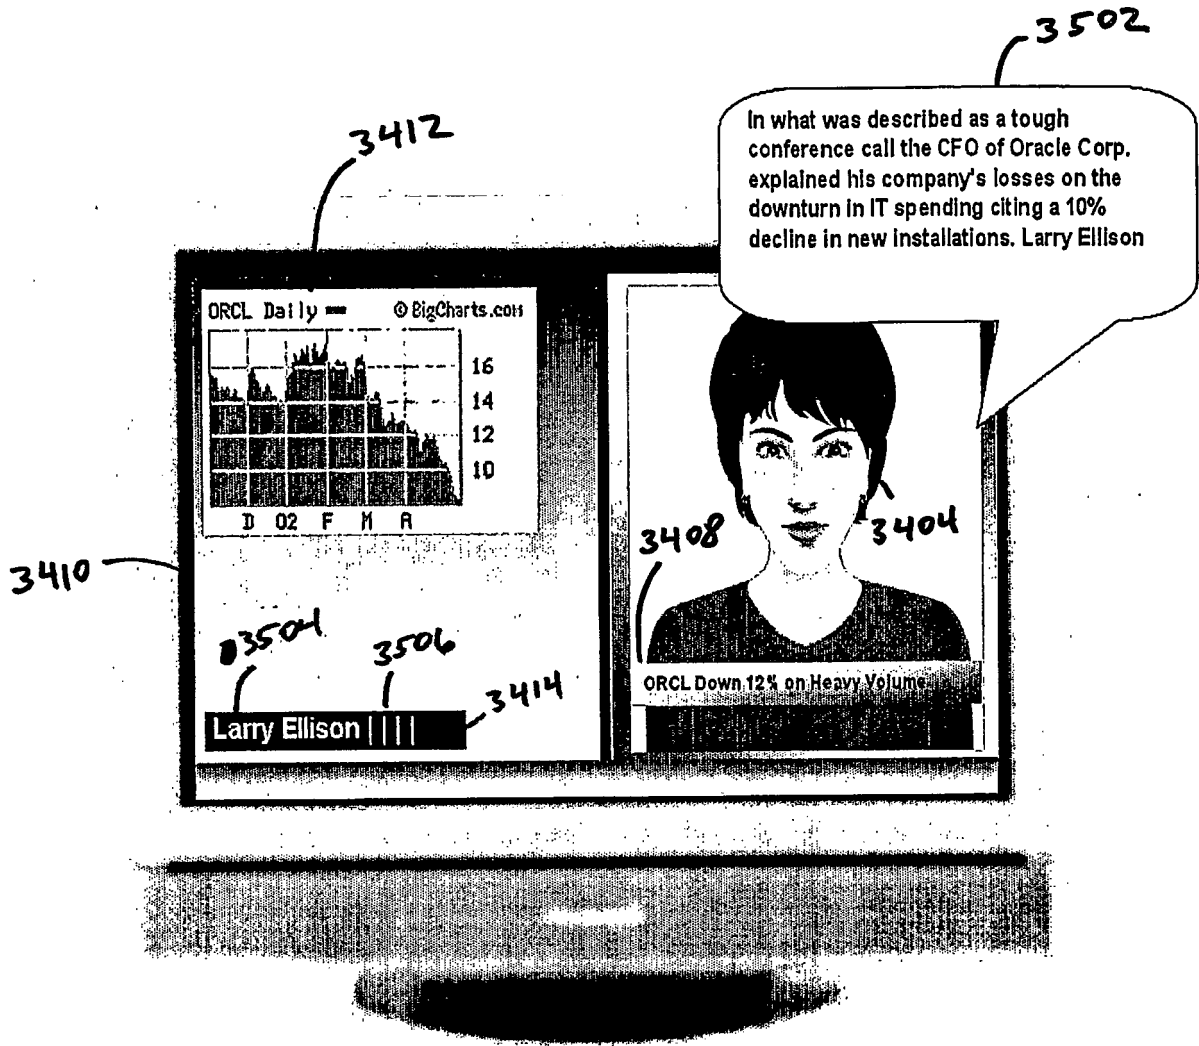 3502
In what was described as a tough
conference call the CFO of Oracle Corp.
explained his company's losses on the
downturn in IT spending citing a 10%
decline in new installations. Larry Ellison
3412
ORCL Daily
© BigCharts.com
16
14
12
10
D 02 F M A
3404
3408
3410
3504
3506
3414
ORCL Down 12% on Heavy Volume
Larry Ellison ||||